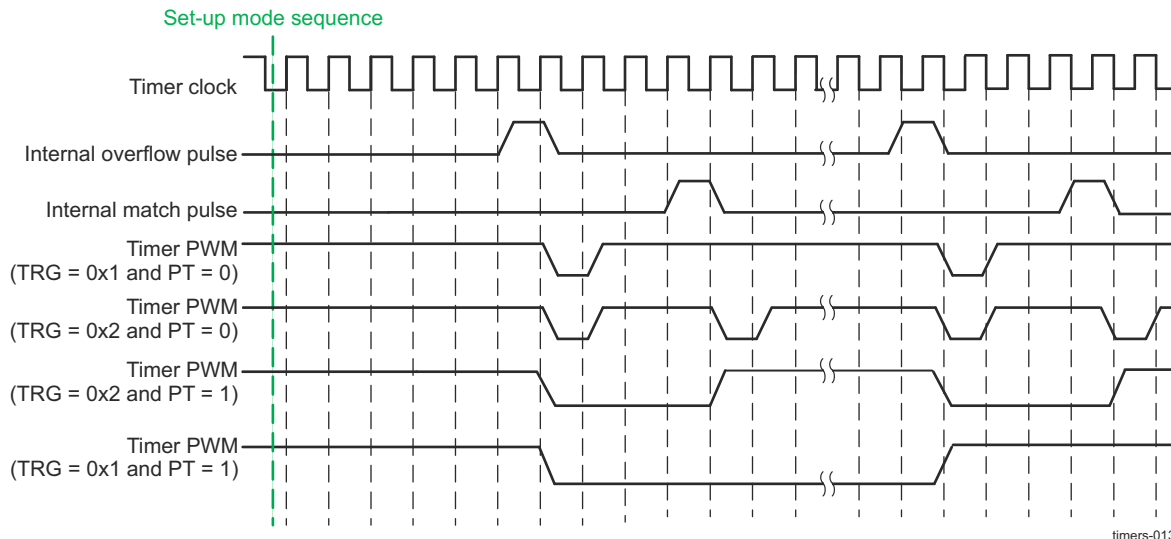 Set-up mode sequence
Timer clock
Internal overflow pulse
Internal match pulse
Timer PWM
(TRG = 0x1 and PT = 0)
Timer PWM
(TRG = 0x2 and PT = 0)
Timer PWM
(TRG = 0x2 and PT = 1)
Timer PWM
(TRG = 0x1 and PT = 1)
timers-013